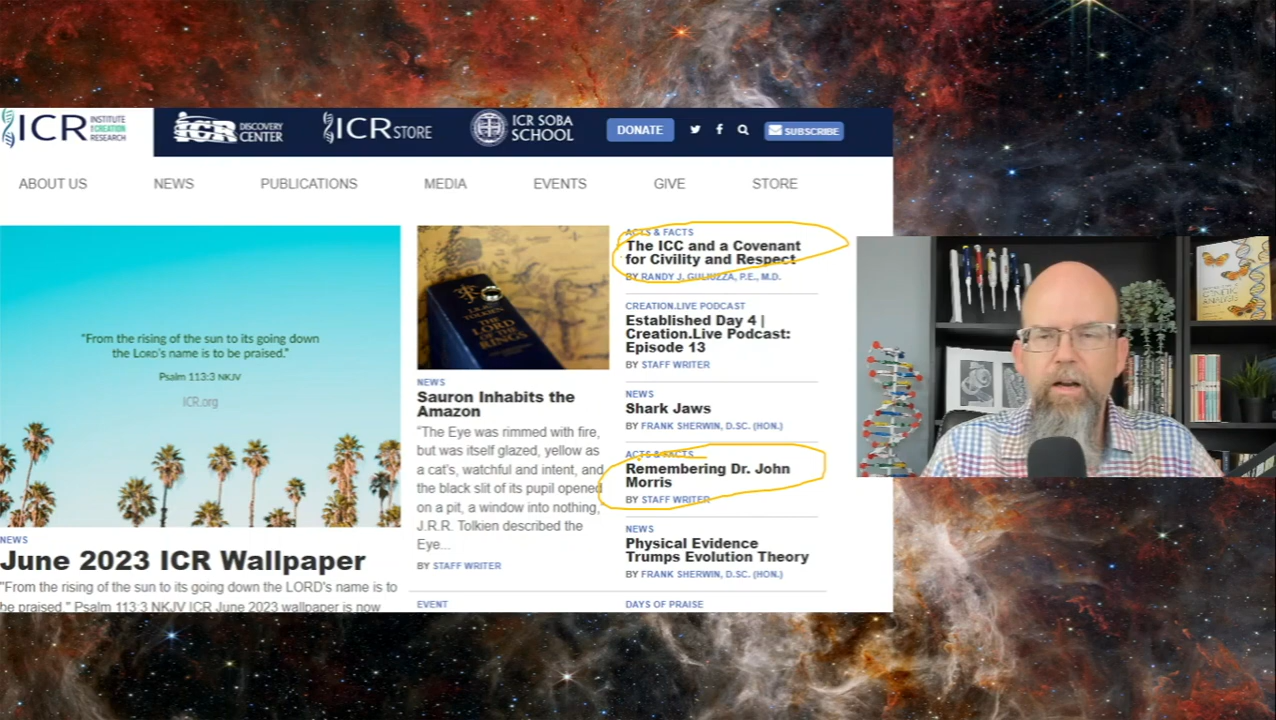 ICR
INSTITUTE
for CREATION
RESEARCH
ICR
DISCOVERY
CENTER
ICR STORE
ICR SOBA
SCHOOL
DONATE
SUBSCRIBE
ABOUT US
NEWS
PUBLICATIONS
MEDIA
EVENTS
GIVE
STORE
"From the rising of the sun to its going down
the LORD's name is to be praised."
Psalm 113:3 NKJV
ICR.org
NEWS
June 2023 ICR Wallpaper
"From the rising of the sun to its going down the LORD's name is to
be praised." Psalm 113:3 NKJV ICR June 2023 wallpaper is now
J.R.R.
TOLKIEN
THE
LORD OF
THE
RINGS
NEWS
Sauron Inhabits the
Amazon
"The Eye was rimmed with fire,
but was itself glazed, yellow as
a cat's, watchful and intent, and
the black slit of its pupil opened
on a pit, a window into nothing,"
J.R.R. Tolkien described the
Eye...
BY STAFF WRITER
EVENT
ACTS & FACTS
The ICC and a Covenant
for Civility and Respect
BY RANDY J. GULIUZZA, P.E., M.D.
CREATION.LIVE PODCAST
Established Day 4 |
Creation.Live Podcast:
Episode 13
BY STAFF WRITER
NEWS
Shark Jaws
BY FRANK SHERWIN, D.SC. (HON.)
ACTS & FACTS
Remembering Dr. John
Morris
BY STAFF WRITER
NEWS
Physical Evidence
Trumps Evolution Theory
BY FRANK SHERWIN, D.SC. (HON.)
DAYS OF PRAISE
GENETIC
ANALYSIS